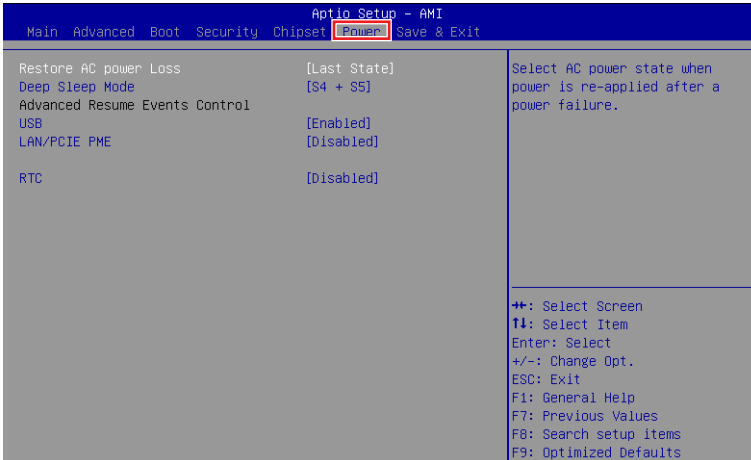 Aptio Setup – AMI
Main Advanced Boot Security Chipset Power Save & Exit
Restore AC power Loss [Last State]
Deep Sleep Mode [S4 + S5]
Advanced Resume Events Control
USB [Enabled]
LAN/PCIE PME [Disabled]
RTC [Disabled]
Select AC power state when
power is re-applied after a
power failure.
→←: Select Screen
↑↓: Select Item
Enter: Select
+/-: Change Opt.
ESC: Exit
F1: General Help
F7: Previous Values
F8: Search setup items
F9: Optimized Defaults